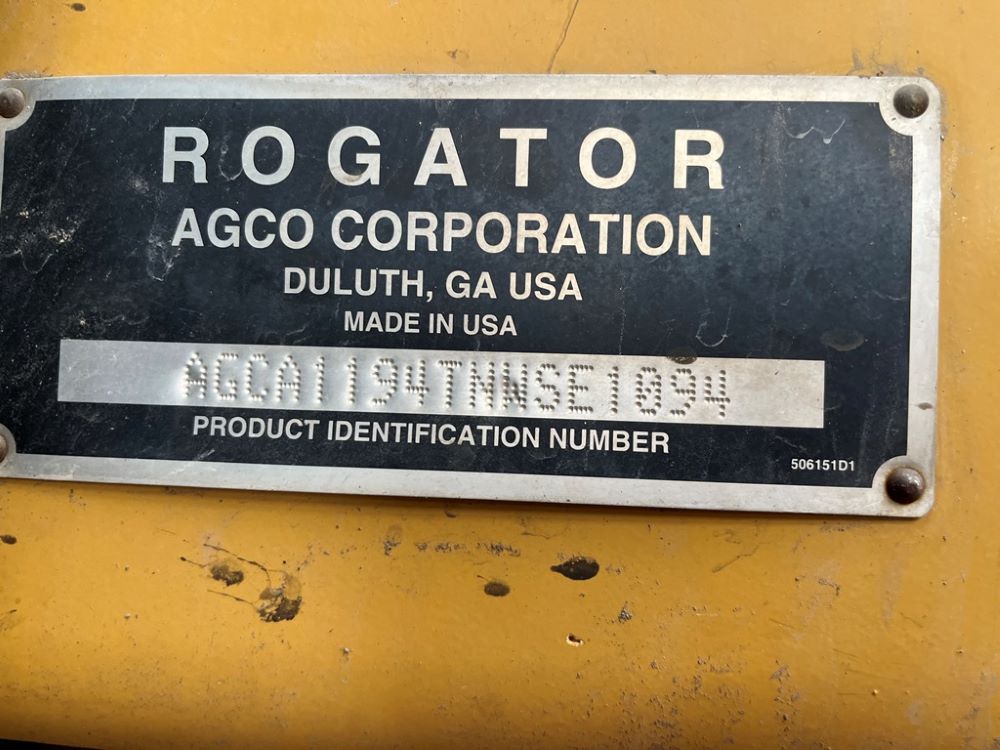 ROGATOR
AGCO CORPORATION
DULUTH, GA USA
MADE IN USA
AGCA1194TNNSE1094
PRODUCT IDENTIFICATION NUMBER
506151D1